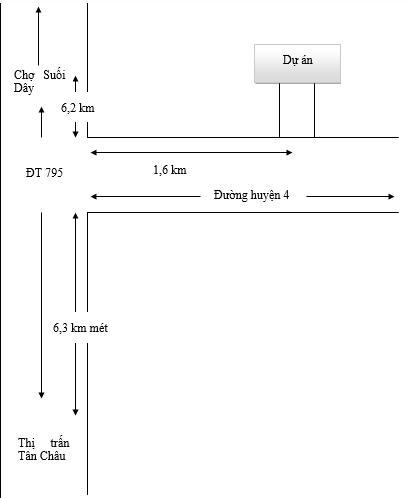 Dự án
Chợ Suối
Dây
6,2 km
1,6 km
ĐT 795
Đường huyện 4
6,3 km mét
Thị trấn
Tân Châu